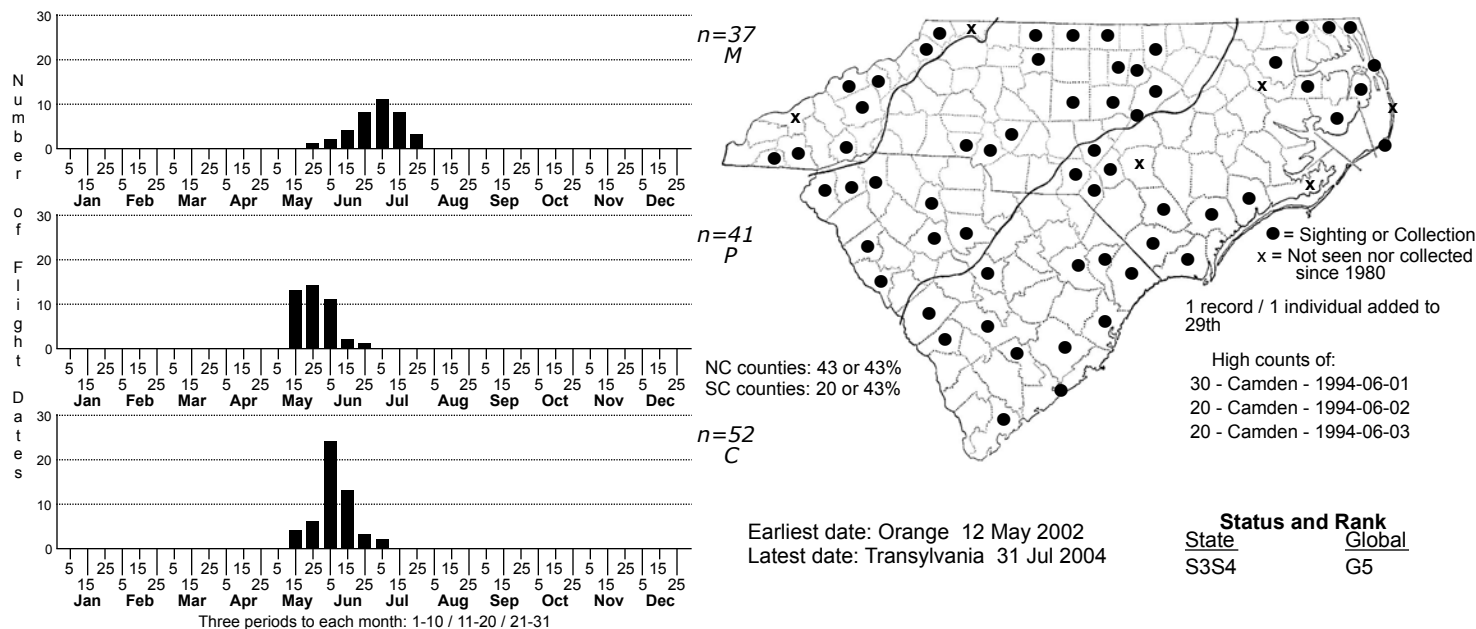 Number of Flight Dates
30
20
10
0
n=37
M
5 15 25 5 15 25 5 15 25 5 15 25 5 15 25 5 15 25 5 15 25 5 15 25 5 15 25 5 15 25 5 15 25 5 15 25
Jan Feb Mar Apr May Jun Jul Aug Sep Oct Nov Dec
30
20
10
0
n=41
P
5 15 25 5 15 25 5 15 25 5 15 25 5 15 25 5 15 25 5 15 25 5 15 25 5 15 25 5 15 25 5 15 25 5 15 25
Jan Feb Mar Apr May Jun Jul Aug Sep Oct Nov Dec
30
20
10
0
n=52
C
5 15 25 5 15 25 5 15 25 5 15 25 5 15 25 5 15 25 5 15 25 5 15 25 5 15 25 5 15 25 5 15 25 5 15 25
Jan Feb Mar Apr May Jun Jul Aug Sep Oct Nov Dec
Three periods to each month: 1-10 / 11-20 / 21-31
x x x x x x
= Sighting or Collection
x = Not seen nor collected
since 1980
1 record / 1 individual added to
29th
NC counties: 43 or 43%
SC counties: 20 or 43%
High counts of:
30 - Camden - 1994-06-01
20 - Camden - 1994-06-02
20 - Camden - 1994-06-03
Earliest date: Orange 12 May 2002
Latest date: Transylvania 31 Jul 2004
Status and Rank
State Global
S3S4 G5